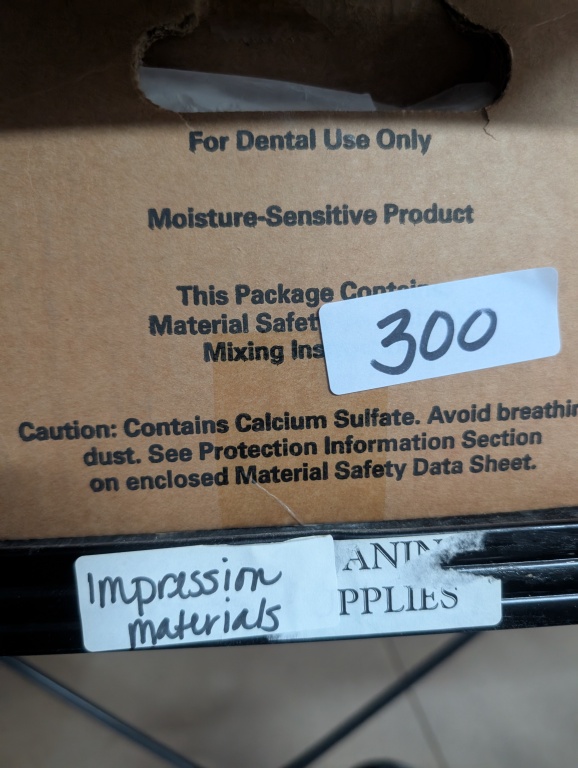 For Dental Use Only
Moisture-Sensitive Product
This Package
Material
Mixing
300
Caution: Contains Calcium Sulfate. Avoid
dust. See Protection Information Section
on enclosed Material Safety Data Sheet.
Impression
materials